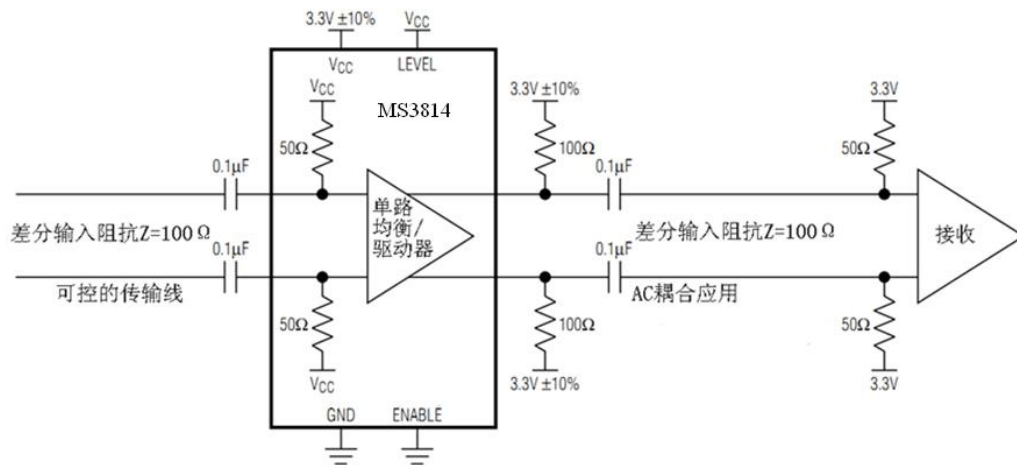 3.3V ±10%
VCC
VCC
LEVEL
MS3814
VCC
50Ω
0.1μF
3.3V ±10%
100Ω
0.1μF
3.3V
50Ω
差分输入阻抗Z=100Ω
0.1μF
单路
均衡/
驱动器
差分输入阻抗Z=100Ω
0.1μF
接收
可控的传输线
AC耦合应用
50Ω
VCC
100Ω
3.3V ±10%
50Ω
3.3V
GND
ENABLE